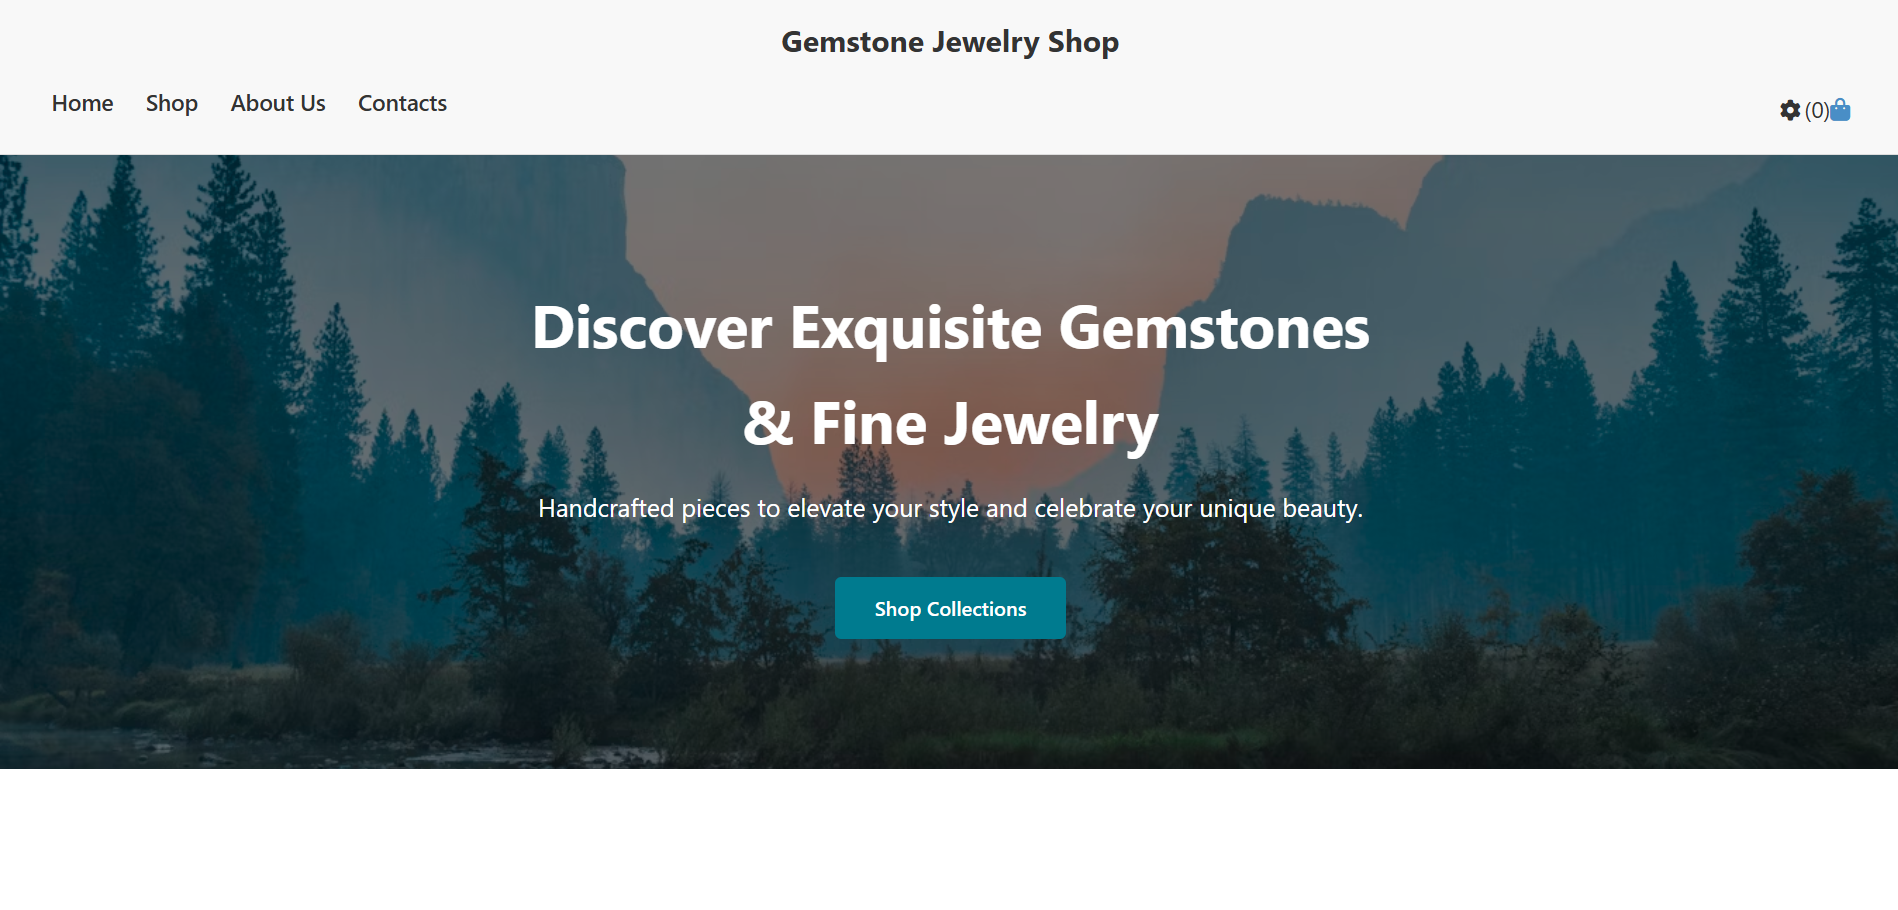 Gemstone Jewelry Shop
Home Shop About Us Contacts
(0)
Discover Exquisite Gemstones
& Fine Jewelry
Handcrafted pieces to elevate your style and celebrate your unique beauty.
Shop Collections